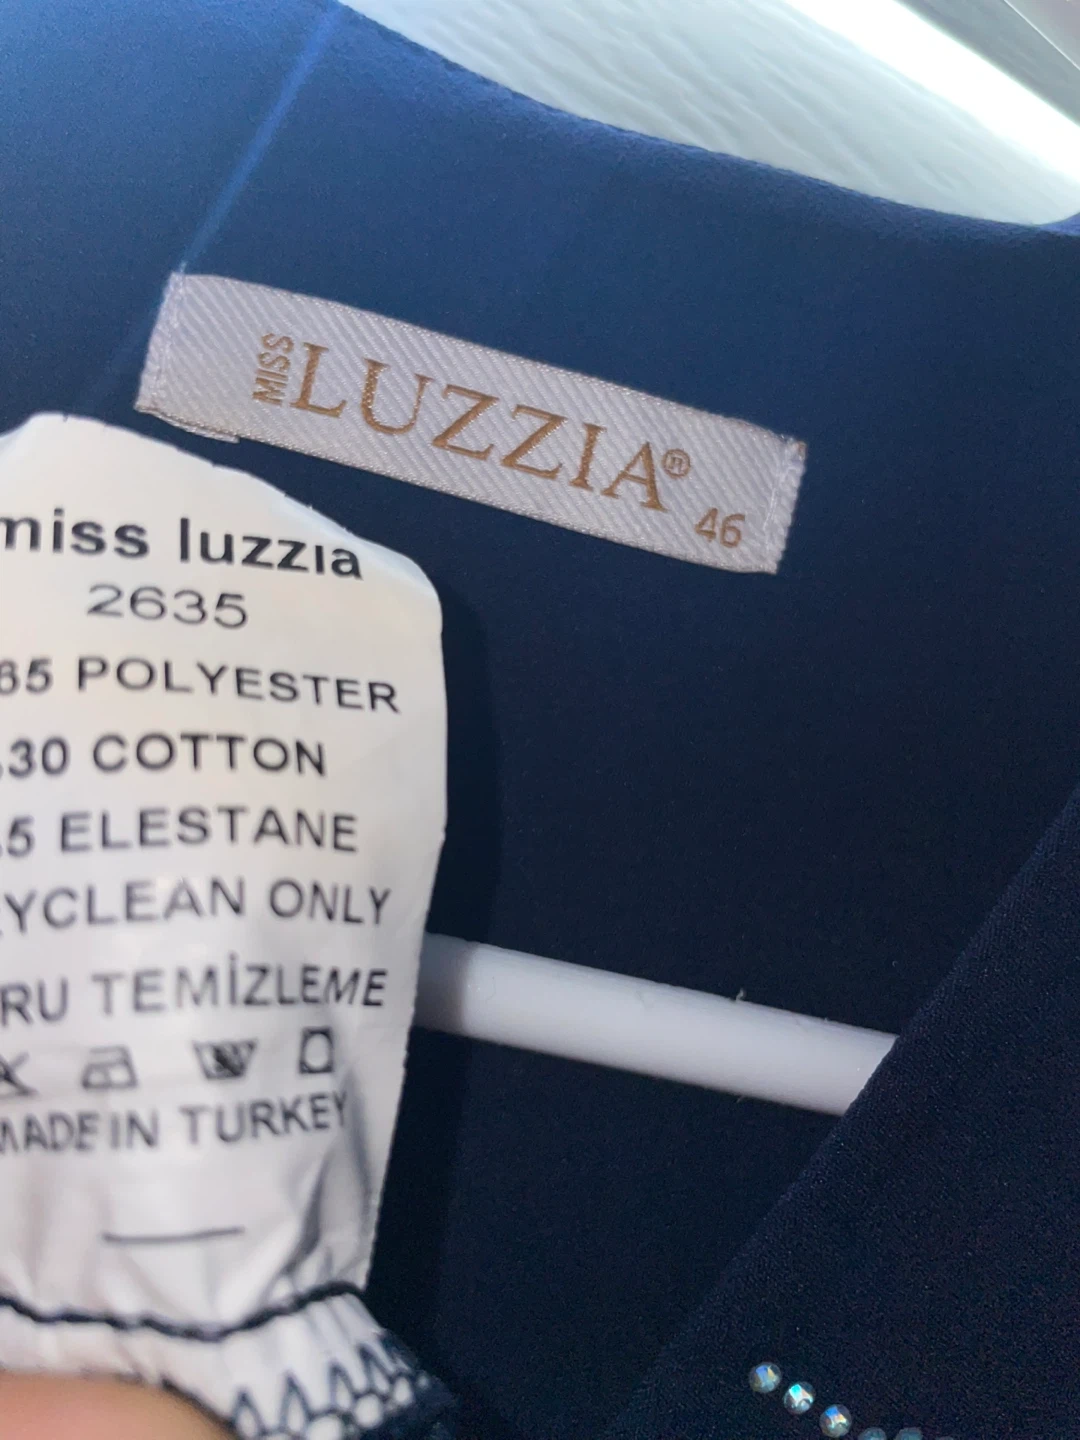 MISS LUZZIA®
46
miss luzzia
2635
65 POLYESTER
.30 COTTON
.5 ELESTANE
YCLEAN ONLY
RU TEMİZLEME
MADE IN TURKEY